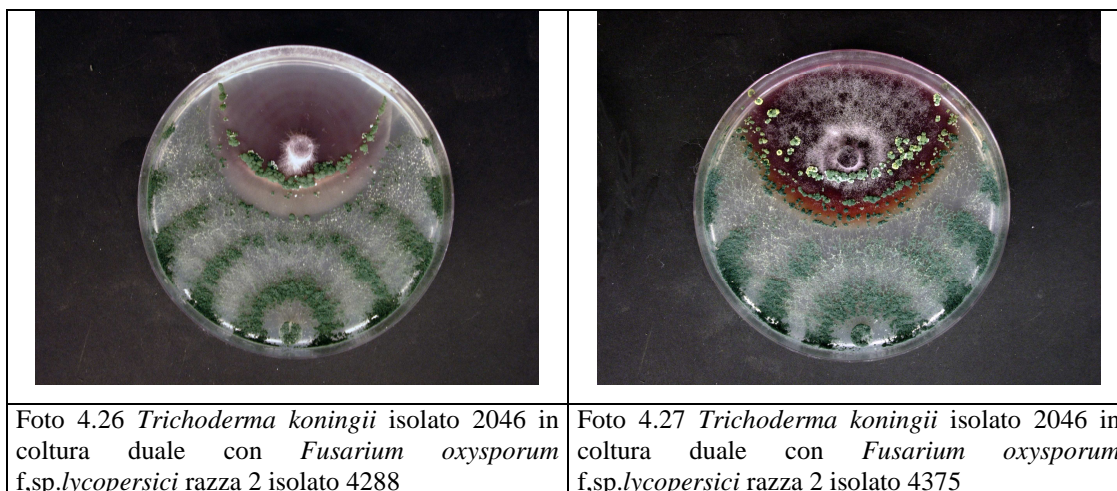 Foto 4.26 Trichoderma koningii isolato 2046 in
coltura duale con Fusarium oxysporum
f,sp.lycopersici razza 2 isolato 4288
Foto 4.27 Trichoderma koningii isolato 2046 in
coltura duale con Fusarium oxysporum
f,sp.lycopersici razza 2 isolato 4375